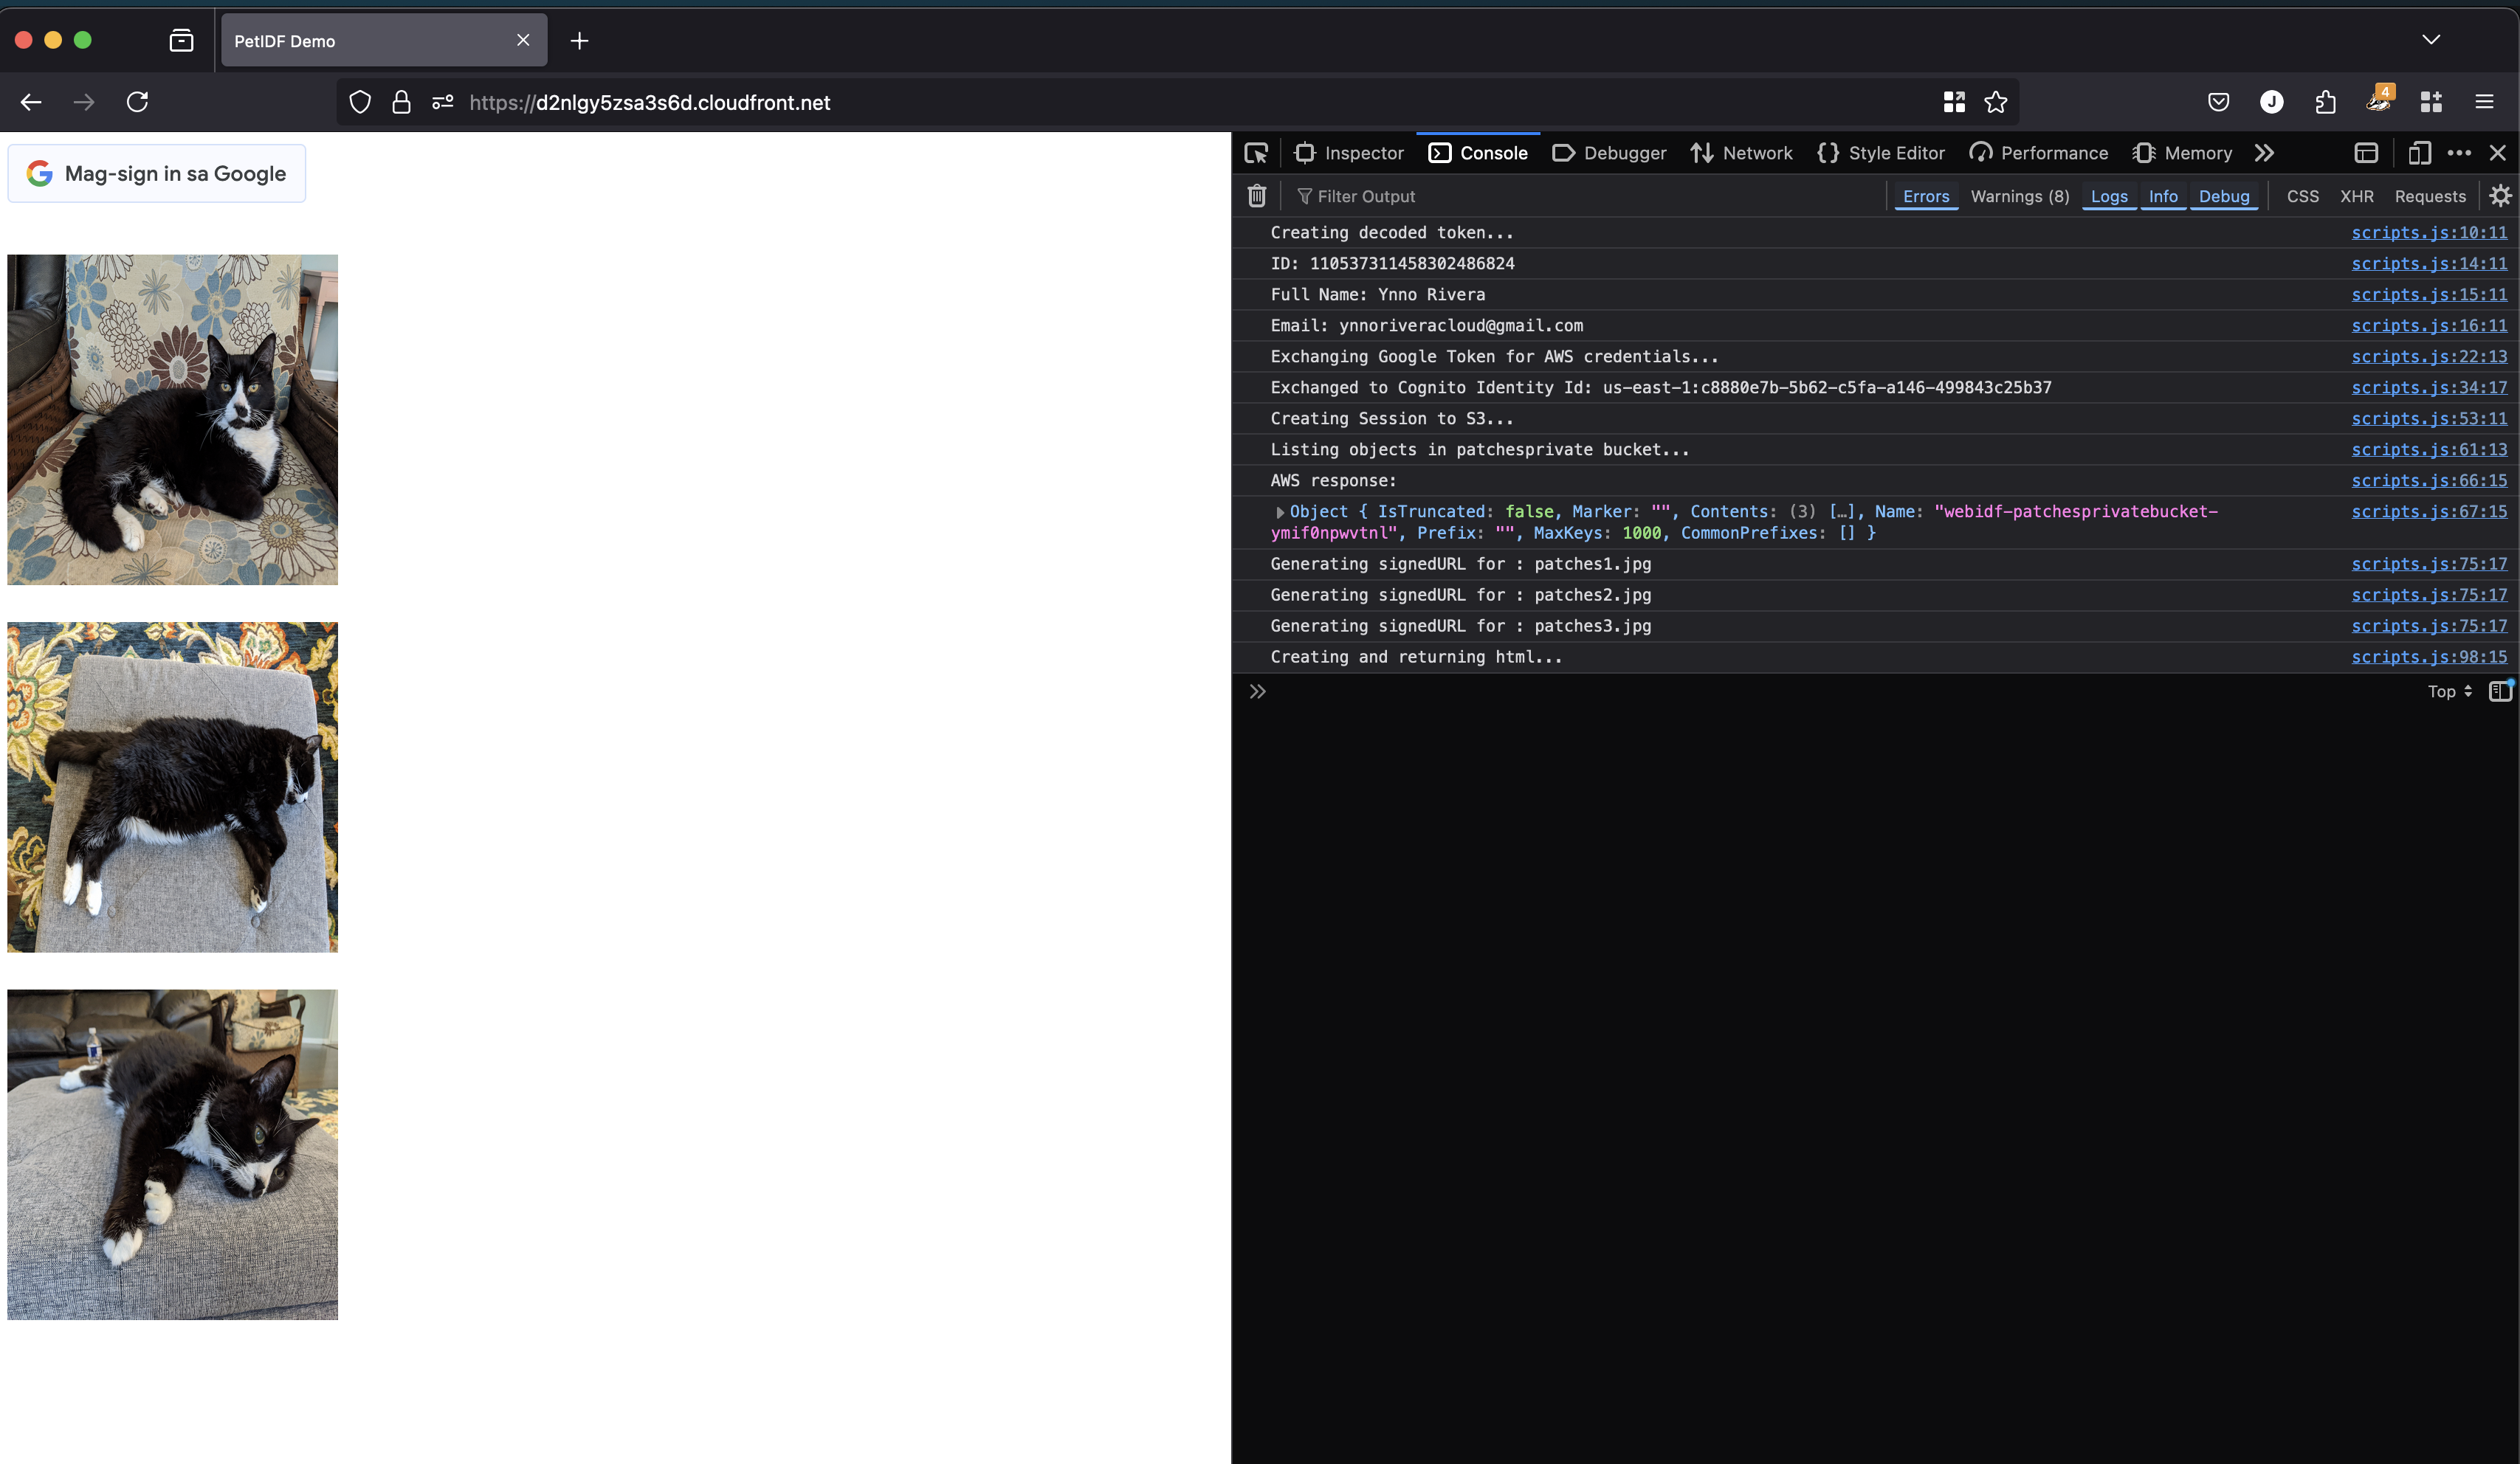 PetIDF Demo
https://d2nlgy5zsa3s6d.cloudfront.net
J
4
Mag-sign in sa Google
Inspector Console Debugger Network Style Editor Performance Memory
Filter Output Errors Warnings (8) Logs Info Debug CSS XHR Requests
Creating decoded token... scripts.js:10:11
ID: 110537311458302486824 scripts.js:14:11
Full Name: Ynno Rivera scripts.js:15:11
Email: ynnoriveracloud@gmail.com scripts.js:16:11
Exchanging Google Token for AWS credentials... scripts.js:22:13
Exchanged to Cognito Identity Id: us-east-1:c8880e7b-5b62-c5fa-a146-499843c25b37 scripts.js:34:17
Creating Session to S3... scripts.js:53:11
Listing objects in patchesprivate bucket... scripts.js:61:13
AWS response: scripts.js:66:15
Object { IsTruncated: false, Marker: "", Contents: (3) […], Name: "webidf-patchesprivatebucket- scripts.js:67:15
ymif0npwvtnl", Prefix: "", MaxKeys: 1000, CommonPrefixes: [] }
Generating signedURL for : patches1.jpg scripts.js:75:17
Generating signedURL for : patches2.jpg scripts.js:75:17
Generating signedURL for : patches3.jpg scripts.js:75:17
Creating and returning html... scripts.js:98:15
Top